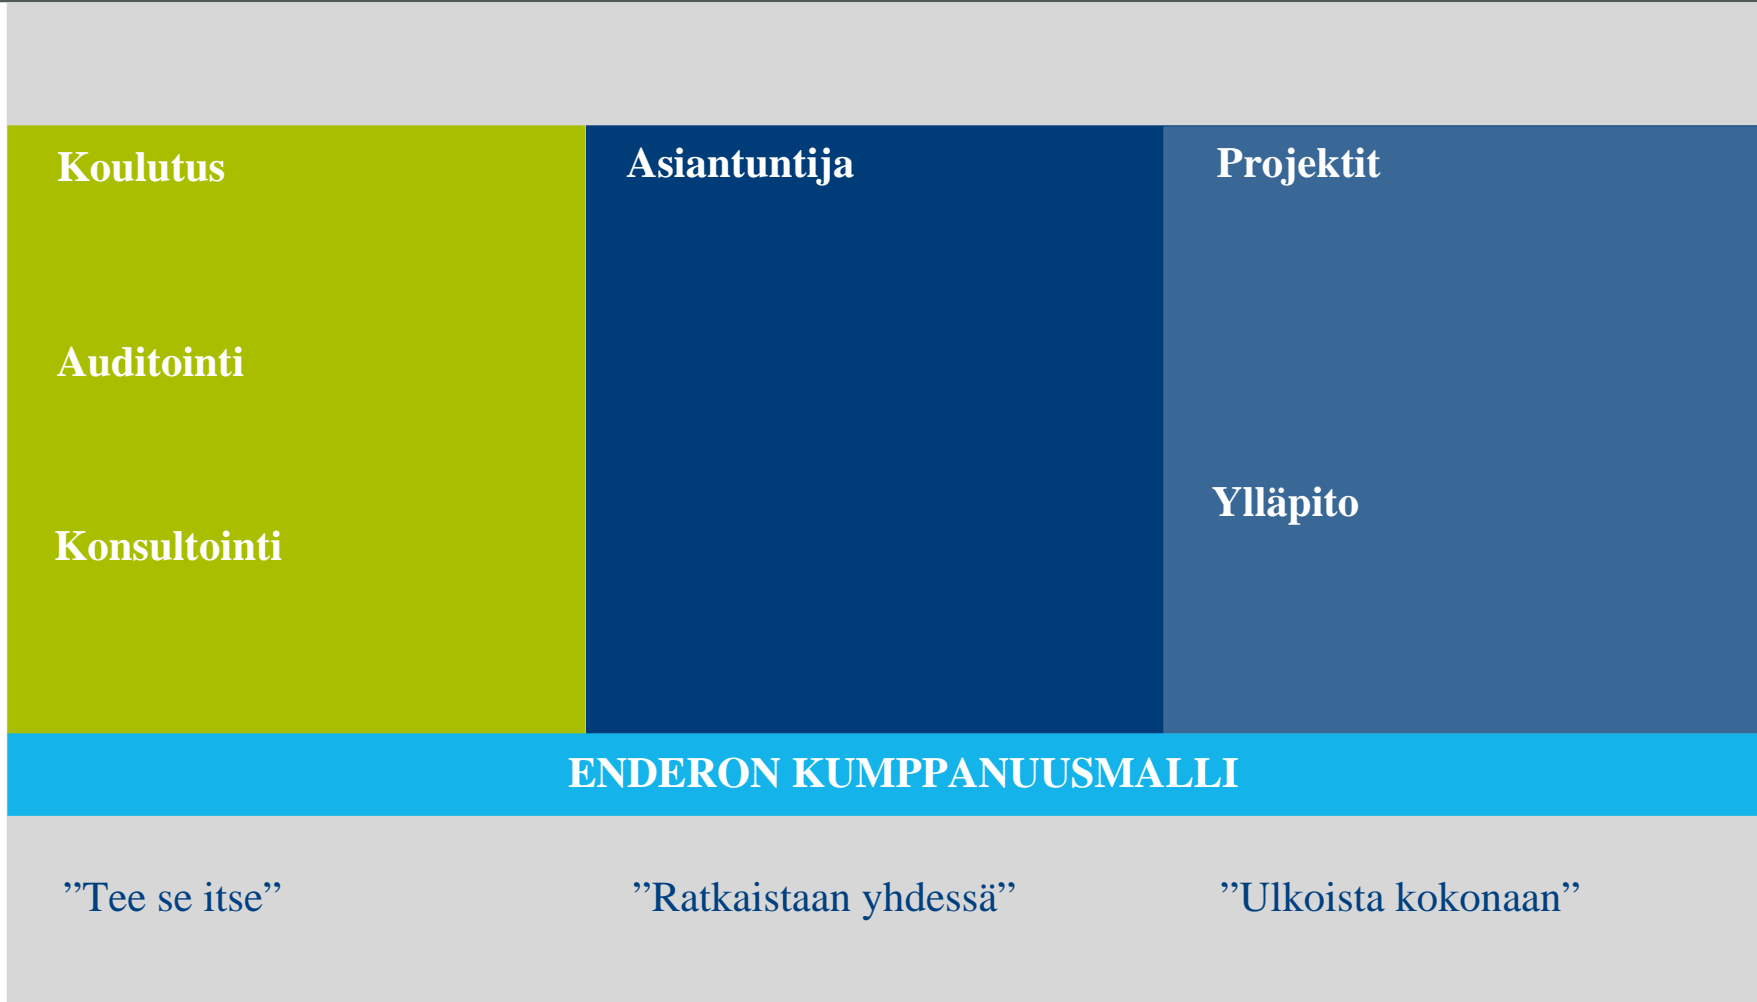 Koulutus
Auditointi
Konsultointi
Asiantuntija
Projektit
Ylläpito
ENDERON KUMPPANUUSMALLI
”Tee se itse”
”Ratkaistaan yhdessä”
”Ulkoista kokonaan”